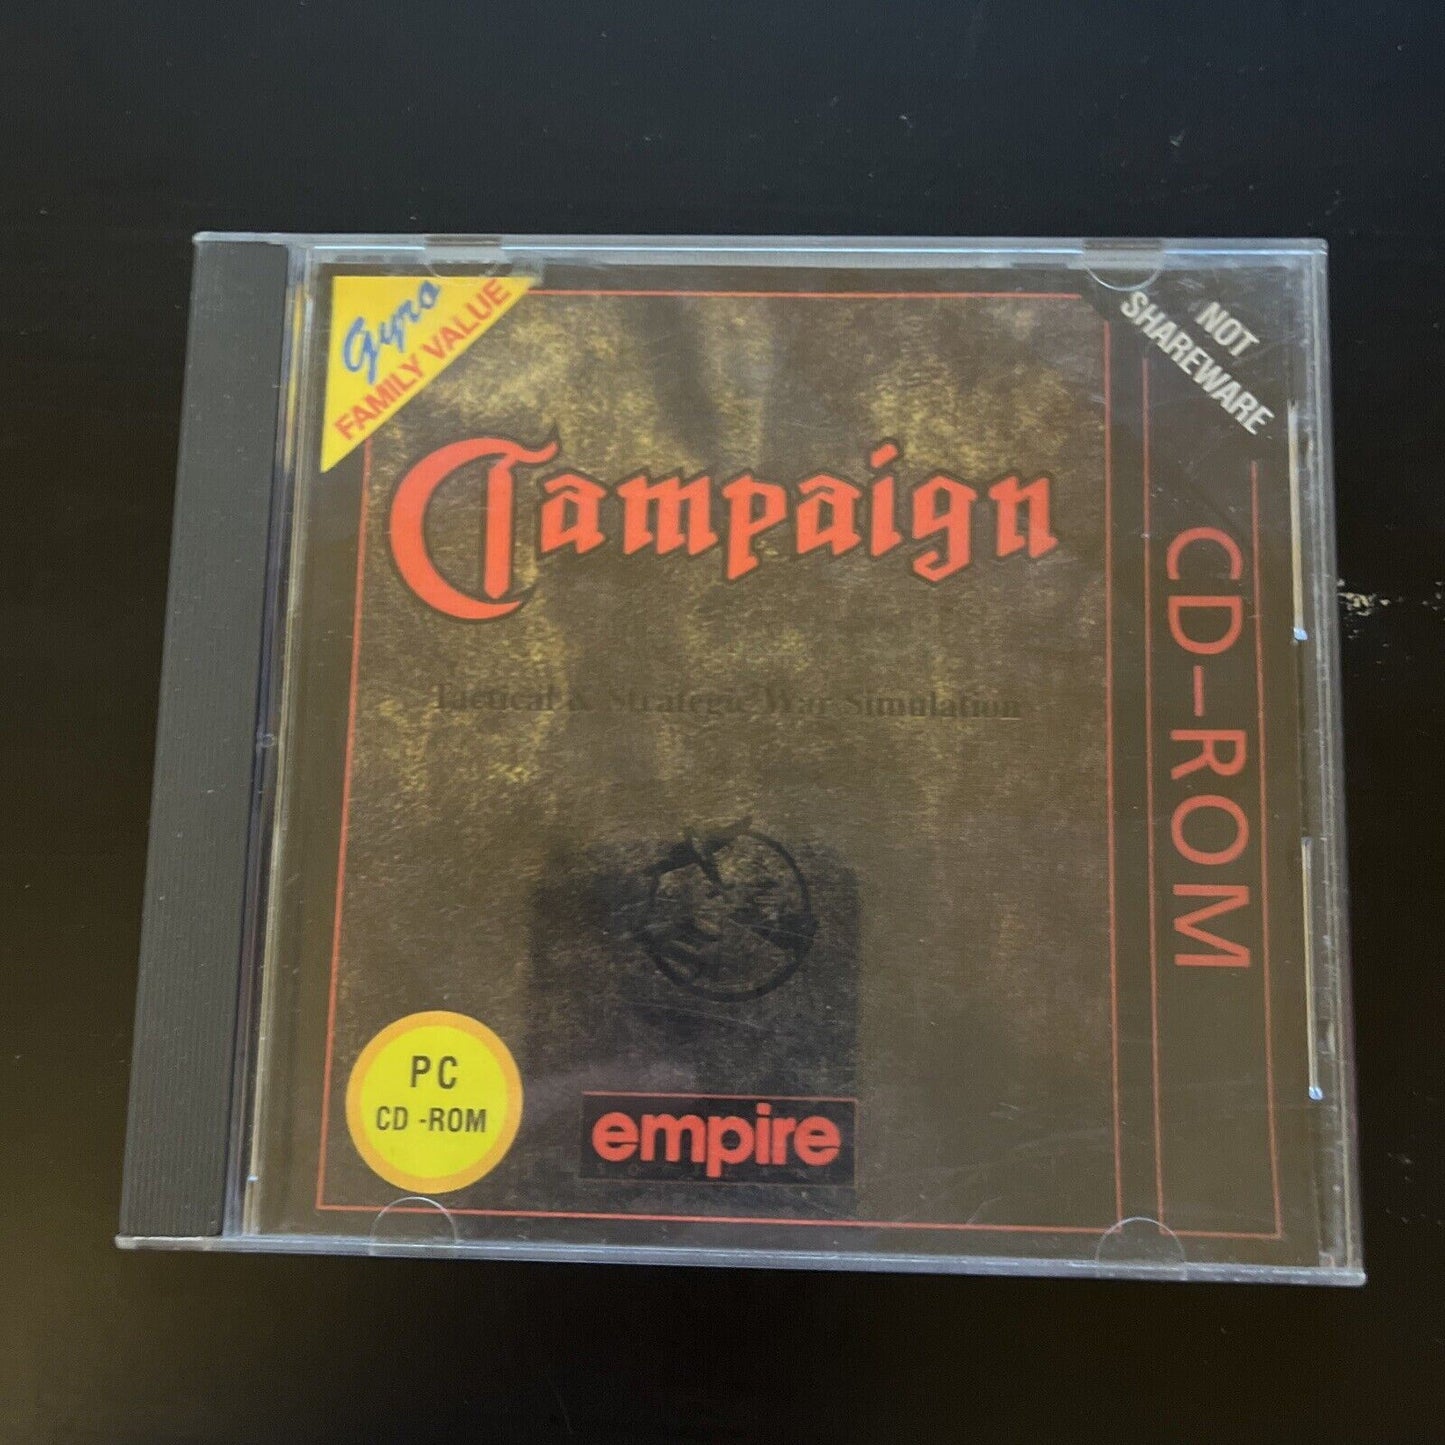 Gyro
FAMILY VALUE
NOT
SHAREWARE
Campaign
Tactical & Strategic War Simulation
CD-ROM
PC
CD -ROM
empire